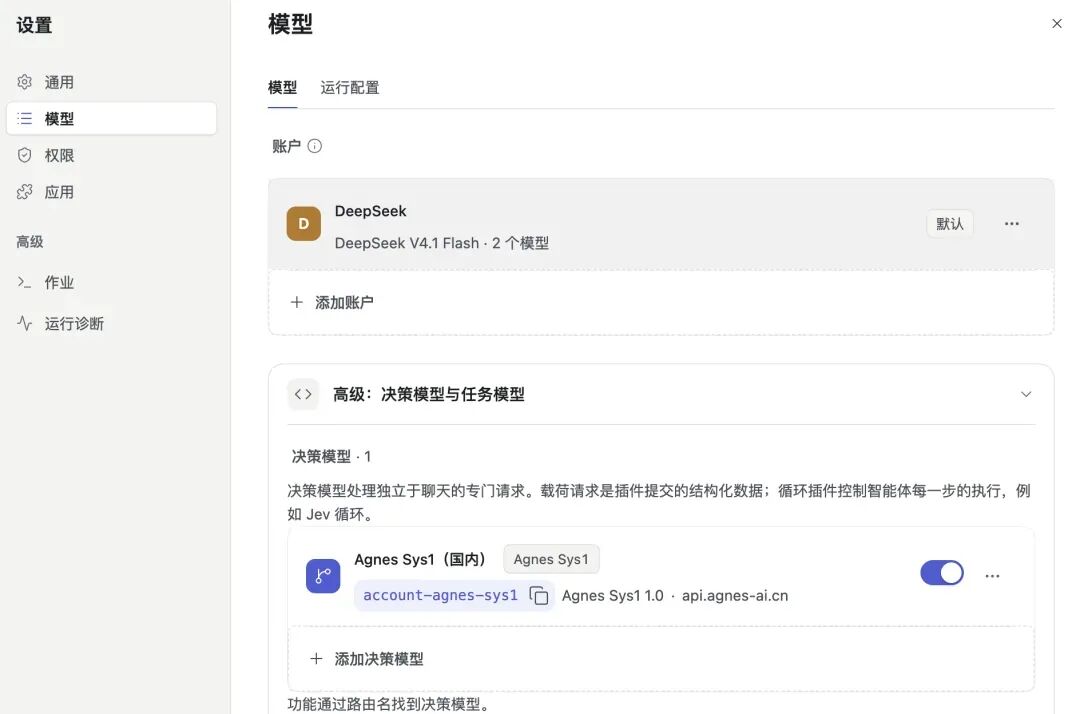 设置
通用
模型
权限
应用
高级
作业
运行诊断
模型
模型 运行配置
账户
D
DeepSeek
DeepSeek V4.1 Flash · 2 个模型
默认
添加账户
高级：决策模型与任务模型
决策模型 · 1
决策模型处理独立于聊天的专门请求。载荷请求是插件提交的结构化数据；循环插件控制智能体每一步的执行，例
如 Jev 循环。
Agnes Sys1（国内） Agnes Sys1
account-agnes-sys1 Agnes Sys1 1.0 · api.agnes-ai.cn
添加决策模型
功能通过路由名找到决策模型。